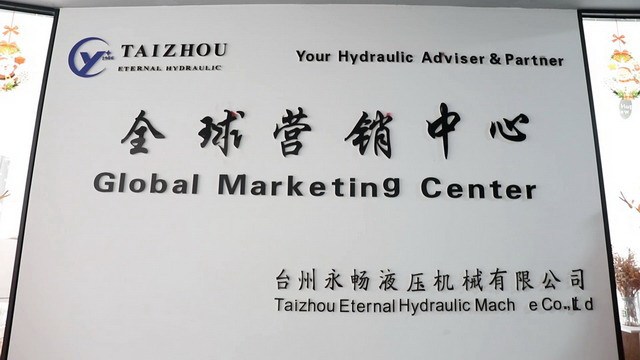 TAIZHOU
ETERNAL HYDRAULIC
1986
Your Hydraulic Adviser & Partner
全球营销中心
Global Marketing Center
台州永畅液压机械有限公司
Taizhou Eternal Hydraulic Mach e Co.,Ltd